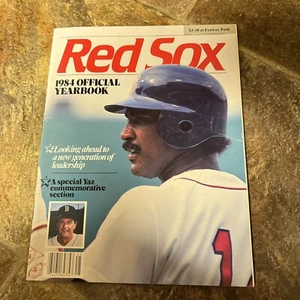 $3.50 at Fenway Park
Red Sox
1984 OFFICIAL
YEARBOOK
Looking ahead to
a new generation of
leadership
A special Yaz
commemorative
section
B
1